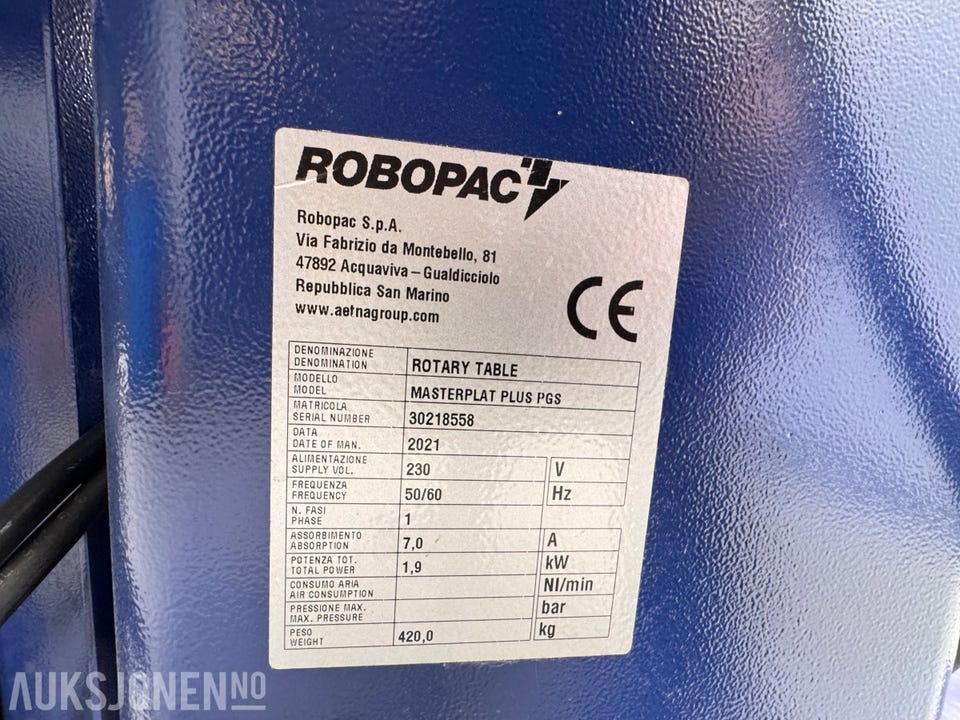 ROBOPAC
Robopac S.p.A.
Via Fabrizio da Montebello, 81
47892 Acquaviva – Gualdicciolo
Repubblica San Marino
www.aetnagroup.com
CE
DENOMINAZIONE
DENOMINATION ROTARY TABLE
MODELLO
MODEL MASTERPLAT PLUS PGS
MATRICOLA
SERIAL NUMBER 30218558
DATA
DATE OF MAN. 2021
ALIMENTAZIONE
SUPPLY VOL. 230 V
FREQUENZA
FREQUENCY 50/60 Hz
N. FASI
PHASE 1
ASSORBIMENTO
ABSORPTION 7,0 A
POTENZA TOT.
TOTAL POWER 1,9 kW
CONSUMO ARIA
AIR CONSUMPTION Nl/min
PRESSIONE MAX.
MAX. PRESSURE bar
PESO
WEIGHT 420,0 kg
AUKSJONEN.NO